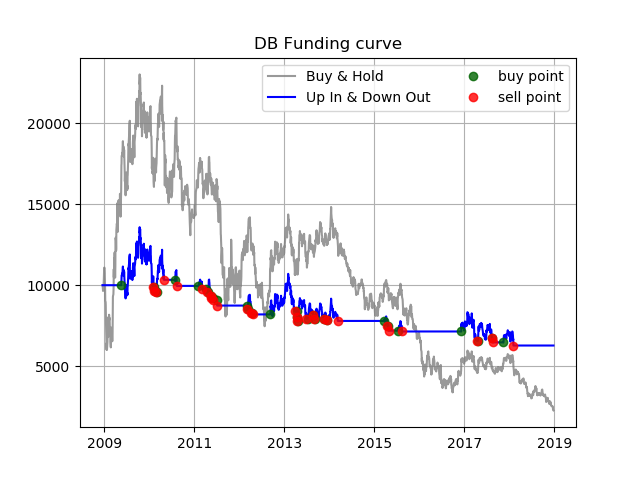 DB Funding curve
Buy & Hold
Up In & Down Out
buy point
sell point
20000
15000
10000
5000
2009 2011 2013 2015 2017 2019